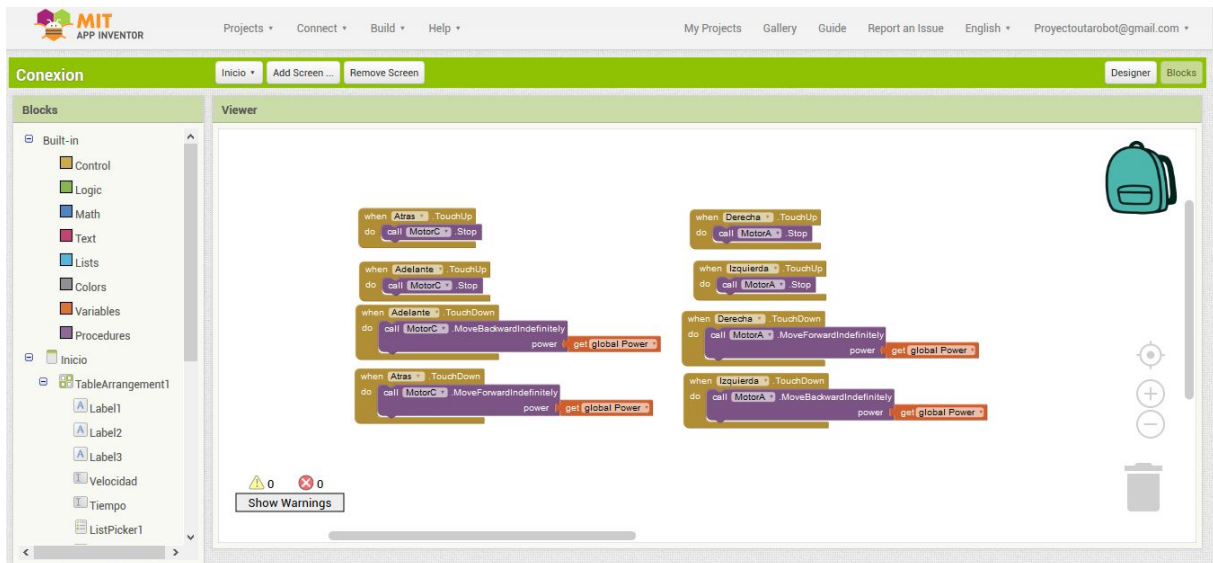 MIT
APP INVENTOR
Projects Connect Build Help My Projects Gallery Guide Report an Issue English Proyectoutarobot@gmail.com
Conexion Inicio Add Screen ... Remove Screen Designer Blocks
Blocks Viewer
Built-in
Control
Logic
Math
Text
Lists
Colors
Variables
Procedures
Inicio
TableArrangement1
Label1
Label2
Label3
Velocidad
Tiempo
ListPicker1
when Atras .TouchUp
do call MotorC .Stop
when Adelante .TouchUp
do call MotorC .Stop
when Adelante .TouchDown
do call MotorC .MoveBackwardIndefinitely
power get global Power
when Atras .TouchDown
do call MotorC .MoveForwardIndefinitely
power get global Power
when Derecha .TouchUp
do call MotorA .Stop
when Izquierda .TouchUp
do call MotorA .Stop
when Derecha .TouchDown
do call MotorA .MoveForwardIndefinitely
power get global Power
when Izquierda .TouchDown
do call MotorA .MoveBackwardIndefinitely
power get global Power
0 0
Show Warnings